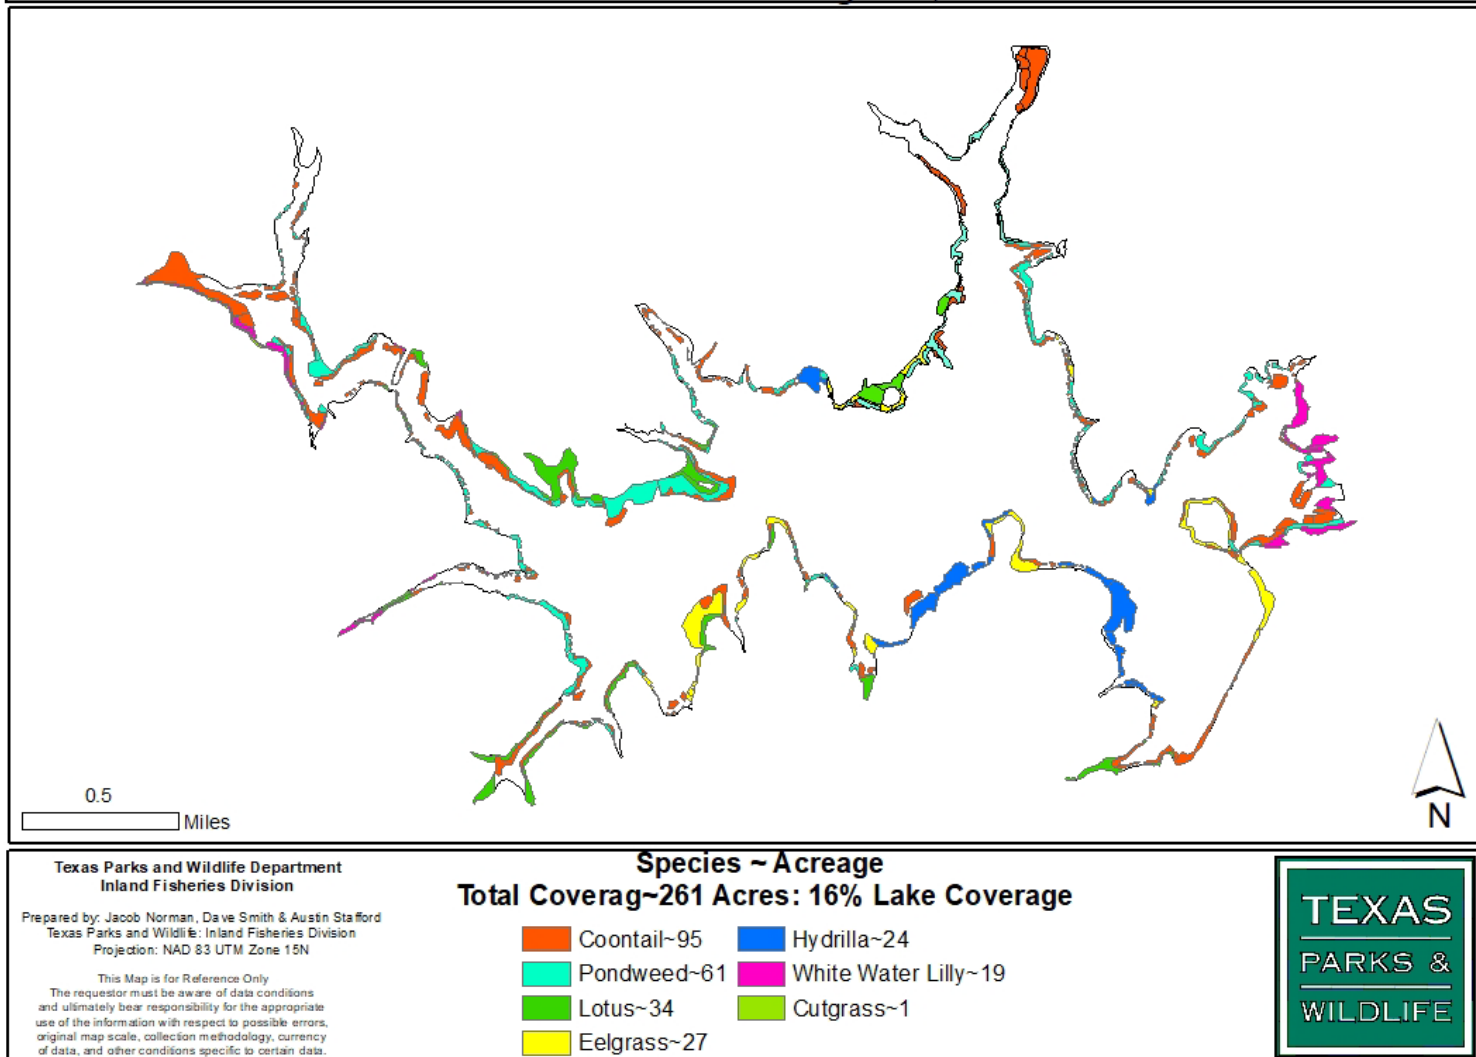 0.5
Miles
N
Texas Parks and Wildlife Department
Inland Fisheries Division
Prepared by: Jacob Norman, Dave Smith & Austin Stafford
Texas Parks and Wildlife: Inland Fisheries Division
Projection: NAD 83 UTM Zone 15N
This Map is for Reference Only
The requestor must be aware of data conditions
and ultimately bear responsibility for the appropriate
use of the information with respect to possible errors,
original map scale, collection methodology, currency
of data, and other conditions specific to certain data.
Species ~ Acreage
Total Coverag~261 Acres: 16% Lake Coverage
Coontail~95
Pondweed~61
Lotus~34
Eelgrass~27
Hydrilla~24
White Water Lilly~19
Cutgrass~1
TEXAS
PARKS &
WILDLIFE